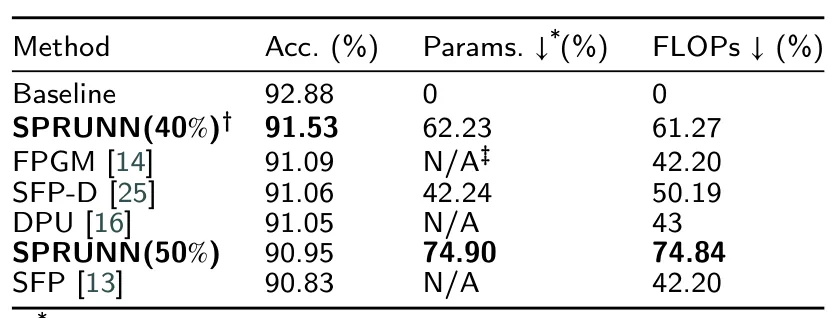 Method Acc. (%) Params. ↓*(%) FLOPs ↓ (%)
Baseline 92.88 0 0
SPRUNN(40%)† 91.53 62.23 61.27
FPGM [14] 91.09 N/A‡ 42.20
SFP-D [25] 91.06 42.24 50.19
DPU [16] 91.05 N/A 43
SPRUNN(50%) 90.95 74.90 74.84
SFP [13] 90.83 N/A 42.20
*